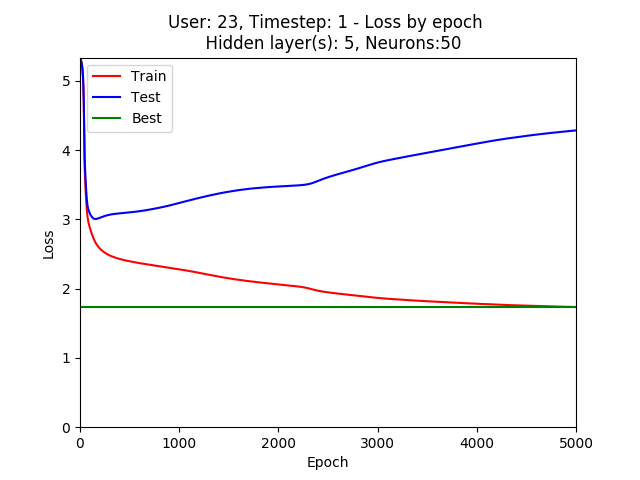 User: 23, Timestep: 1 - Loss by epoch
Hidden layer(s): 5, Neurons:50
Train
Test
Best
5
4
3
2
1
0
Loss
0 1000 2000 3000 4000 5000
Epoch